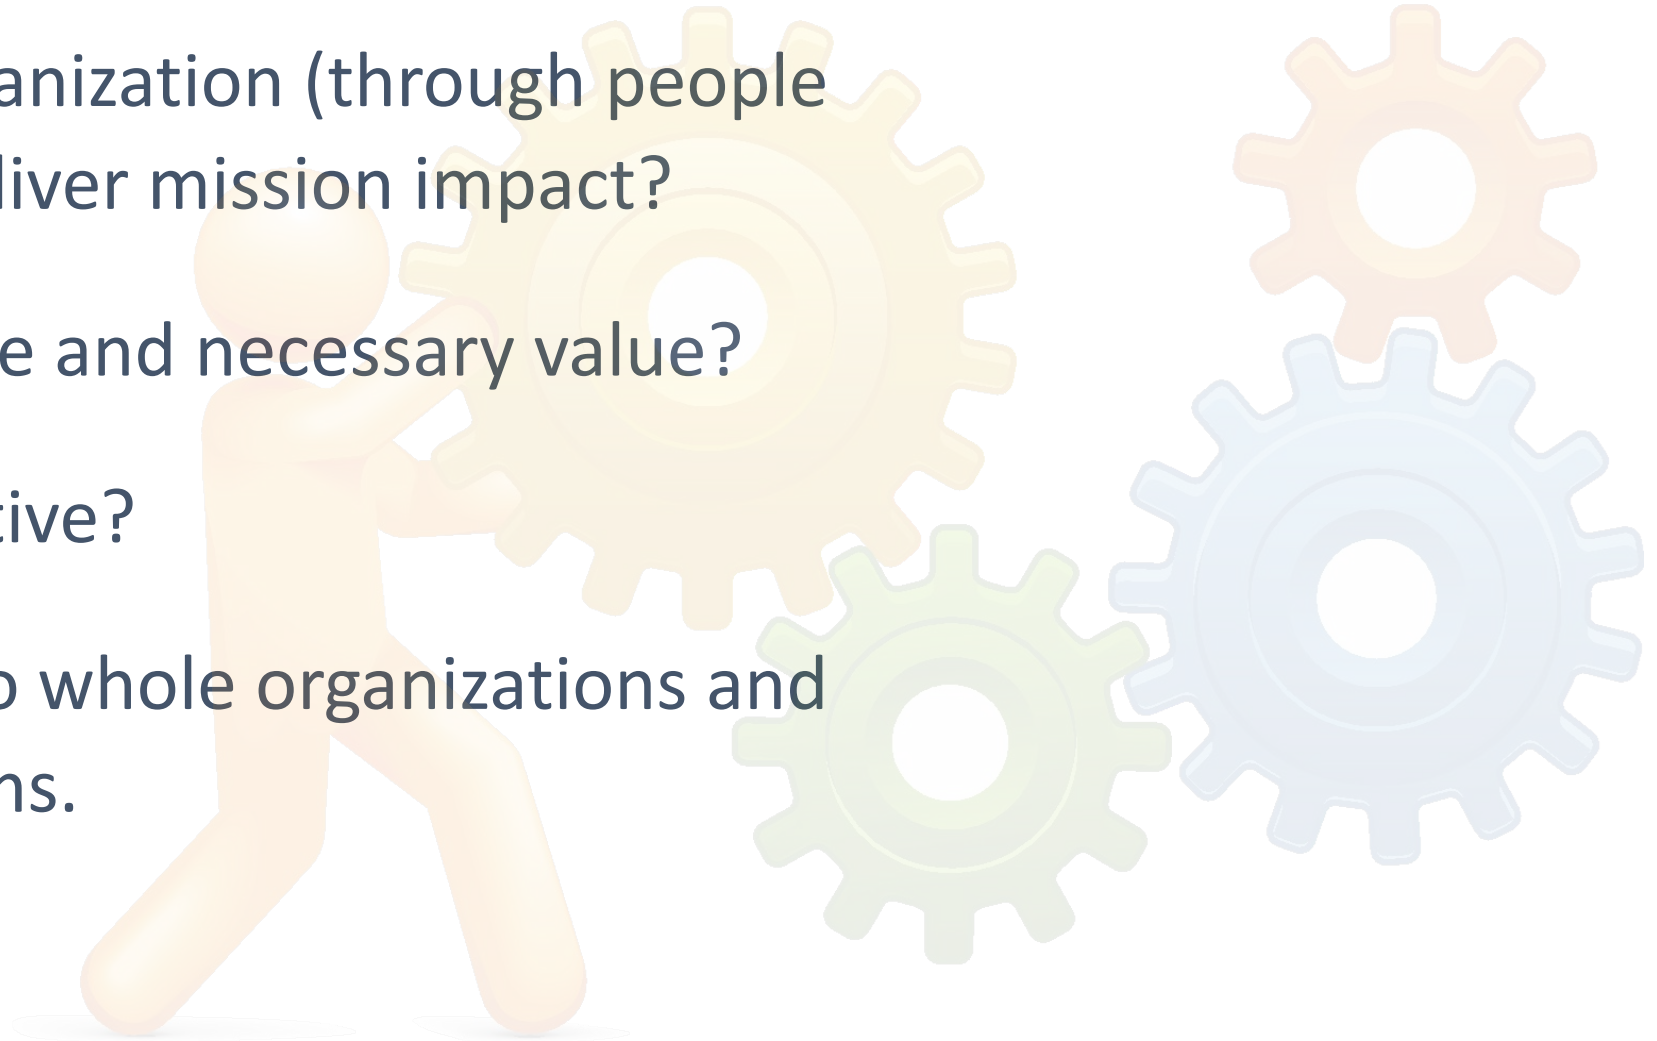 anization (through people
liver mission impact?
e and necessary value?
tive?
o whole organizations and
ns.